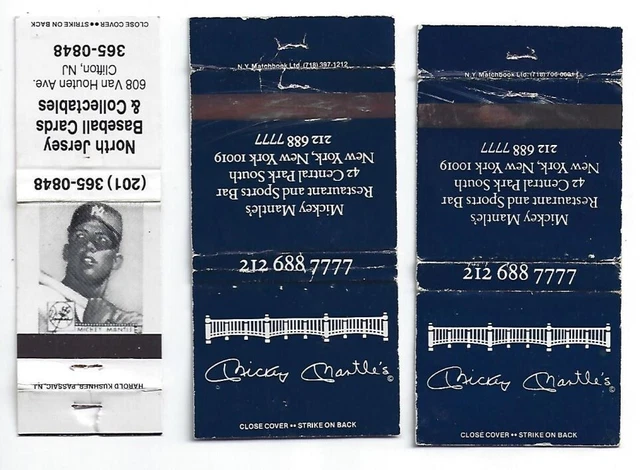 CLOSE COVER●●STRIKE ON BACK
North Jersey
Baseball Cards
& Collectables
608 Van Houten Ave.
Clifton, NJ
365-0848
(201) 365-0848
MICKEY MANTLE
HAROLD KUSHNER, PASSAIC, NJ
N.Y. Matchbook Ltd. (718) 397-1212
Mickey Mantle's
Restaurant and Sports Bar
42 Central Park South
New York, New York 10019
212 688 7777
212 688 7777
Mickey Mantle's ©
CLOSE COVER •• STRIKE ON BACK
N.Y. Matchbook Ltd. (718)
Mickey Mantle's
Restaurant and Sports Bar
42 Central Park South
New York, New York 10019
212 688 7777
212 688 7777
Mickey Mantle's ©
CLOSE COVER •• STRIKE ON BACK